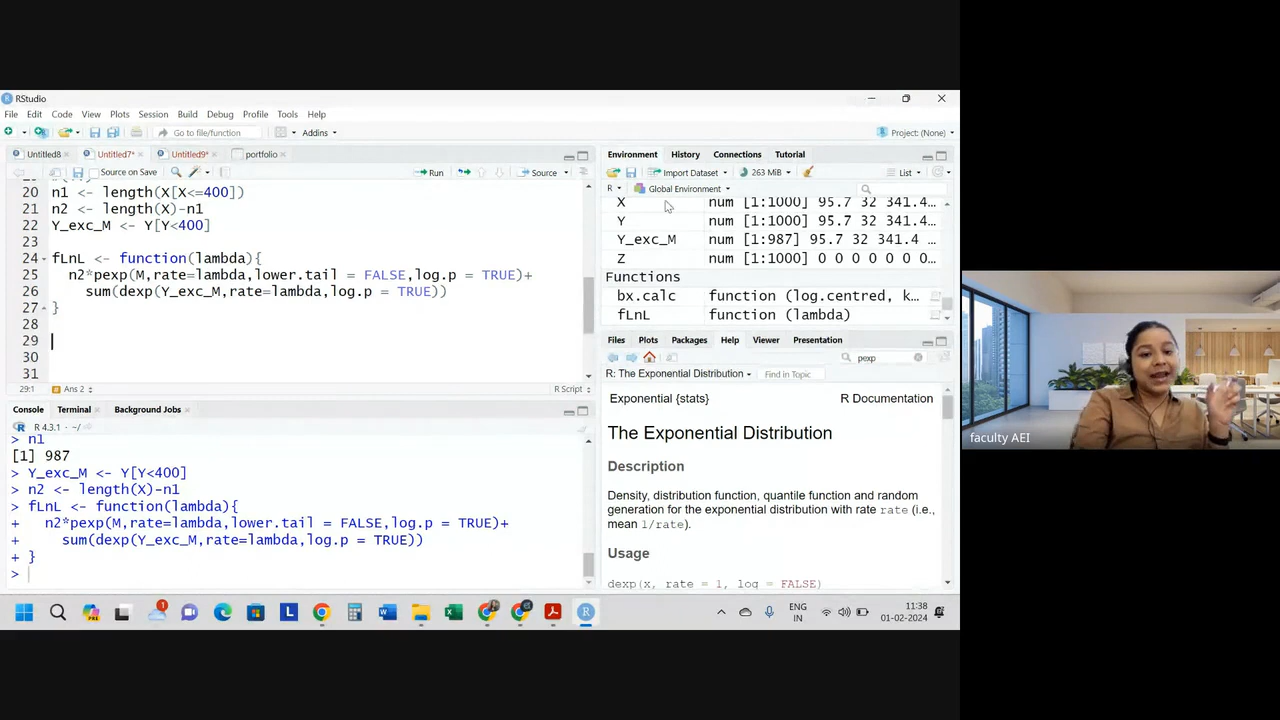 RStudio
File Edit Code View Plots Session Build Debug Profile Tools Help
Go to file/function Addins Project: (None)
Untitled8 Untitled7* Untitled9* portfolio
Source on Save Run Source
20 n1 <- length(X[X<=400])
21 n2 <- length(X)-n1
22 Y_exc_M <- Y[Y<400]
23
24 fLnL <- function(lambda){
25 n2*pexp(M,rate=lambda,lower.tail = FALSE,log.p = TRUE)+
26 sum(dexp(Y_exc_M,rate=lambda,log.p = TRUE))
27 }
28
29
30
31
29:1 Ans 2 R Script
Console Terminal Background Jobs
R 4.3.1 · ~/
> n1
[1] 987
> Y_exc_M <- Y[Y<400]
> n2 <- length(X)-n1
> fLnL <- function(lambda){
+ n2*pexp(M,rate=lambda,lower.tail = FALSE,log.p = TRUE)+
+ sum(dexp(Y_exc_M,rate=lambda,log.p = TRUE))
+ }
>
Environment History Connections Tutorial
Import Dataset 263 MiB List
R Global Environment
X num [1:1000] 95.7 32 341.4…
Y num [1:1000] 95.7 32 341.4…
Y_exc_M num [1:987] 95.7 32 341.4 …
Z num [1:1000] 0 0 0 0 0 0 0…
Functions
bx.calc function (log.centred, k…
fLnL function (lambda)
Files Plots Packages Help Viewer Presentation
pexp
R: The Exponential Distribution Find in Topic
Exponential {stats} R Documentation
The Exponential Distribution
Description
Density, distribution function, quantile function and random
generation for the exponential distribution with rate rate (i.e.,
mean 1/rate).
Usage
dexp(x, rate = 1, log = FALSE)
faculty AEI
ENG
IN
11:38
01-02-2024